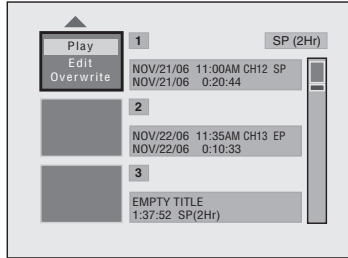 Play
Edit
Overwrite
1
SP (2Hr)
NOV/21/06 11:00AM CH12 SP
NOV/21/06 0:20:44
2
NOV/22/06 11:35AM CH13 EP
NOV/22/06 0:10:33
3
EMPTY TITLE
1:37:52 SP(2Hr)